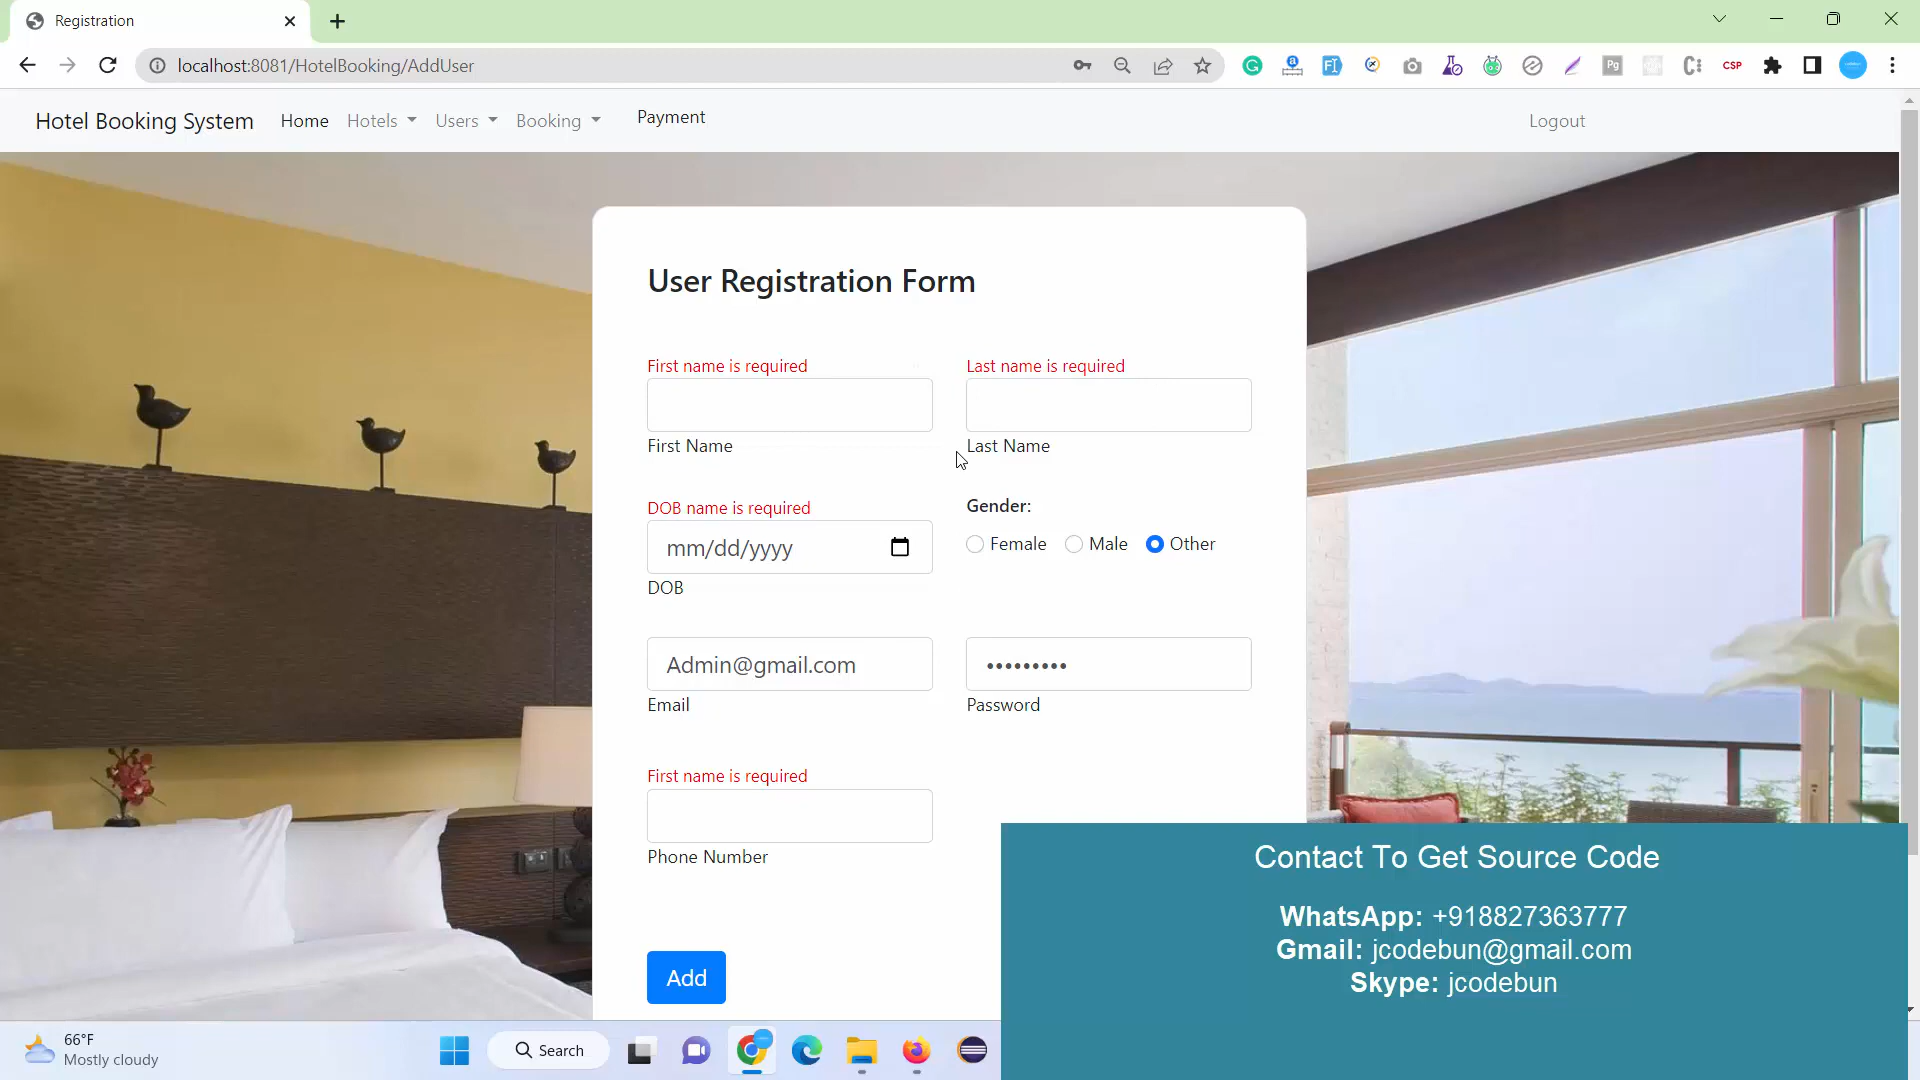 Registration
localhost:8081/HotelBooking/AddUser
CSP
Hotel Booking System Home Hotels Users Booking Payment Logout
User Registration Form
First name is required Last name is required
First Name Last Name
DOB name is required Gender:
mm/dd/yyyy Female Male Other
DOB
Admin@gmail.com •••••••••
Email Password
First name is required
Phone Number
Add
Contact To Get Source Code
WhatsApp: +918827363777
Gmail: jcodebun@gmail.com
Skype: jcodebun
66°F
Mostly cloudy
Search